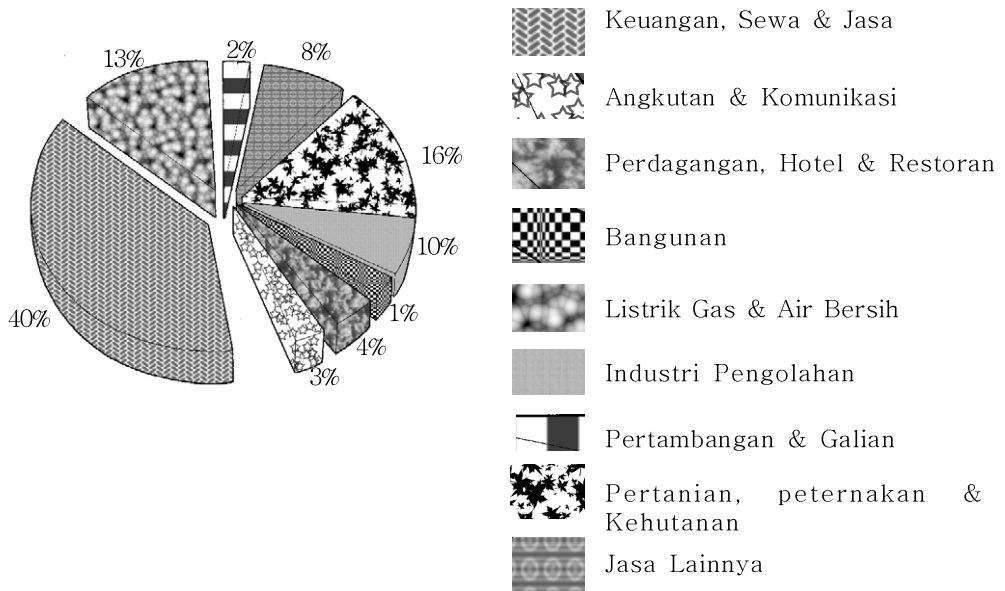 13%
2%
8%
16%
10%
1%
4%
3%
40%
Keuangan, Sewa & Jasa
Angkutan & Komunikasi
Perdagangan, Hotel & Restoran
Bangunan
Listrik Gas & Air Bersih
Industri Pengolahan
Pertambangan & Galian
Pertanian, peternakan &
Kehutanan
Jasa Lainnya